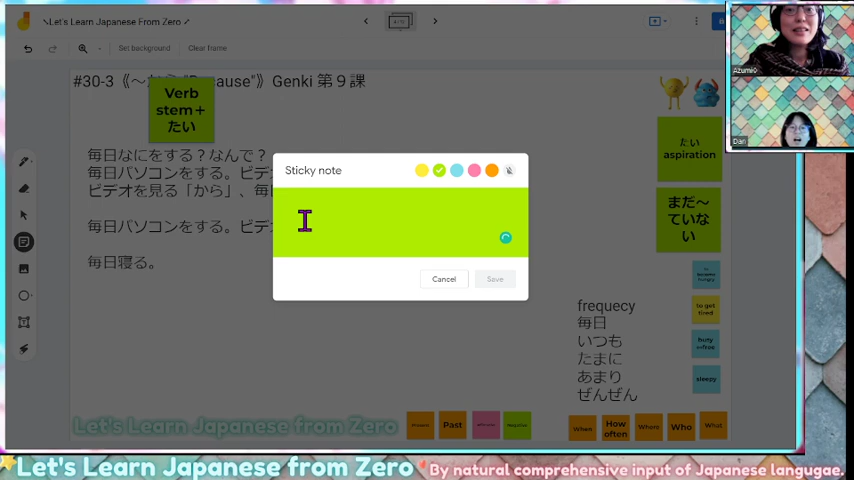 ⤡Let's Learn Japanese From Zero⤢
Set background
Clear frame
Azumi
Dari
#30-3《～から "Because"》 Genki 第９課
Verb
stem＋
たい
毎日なにをする？なんで？
毎日パソコンをする。ビデ
ビデオを見る「から」、毎
毎日パソコンをする。ビデ
毎日寝る。
Sticky note
Cancel
Save
たい
aspiration
まだ～
ていな
い
to
become
hungry
to get
tired
busy
sleepy
frequecy
毎日
いつも
たまに
あまり
ぜんぜん
Let's Learn Japanese from Zero
Past
When
How
often
Where
Who
What
Let's Learn Japanese from Zero
By natural comprehensive input of Japanese langugae.